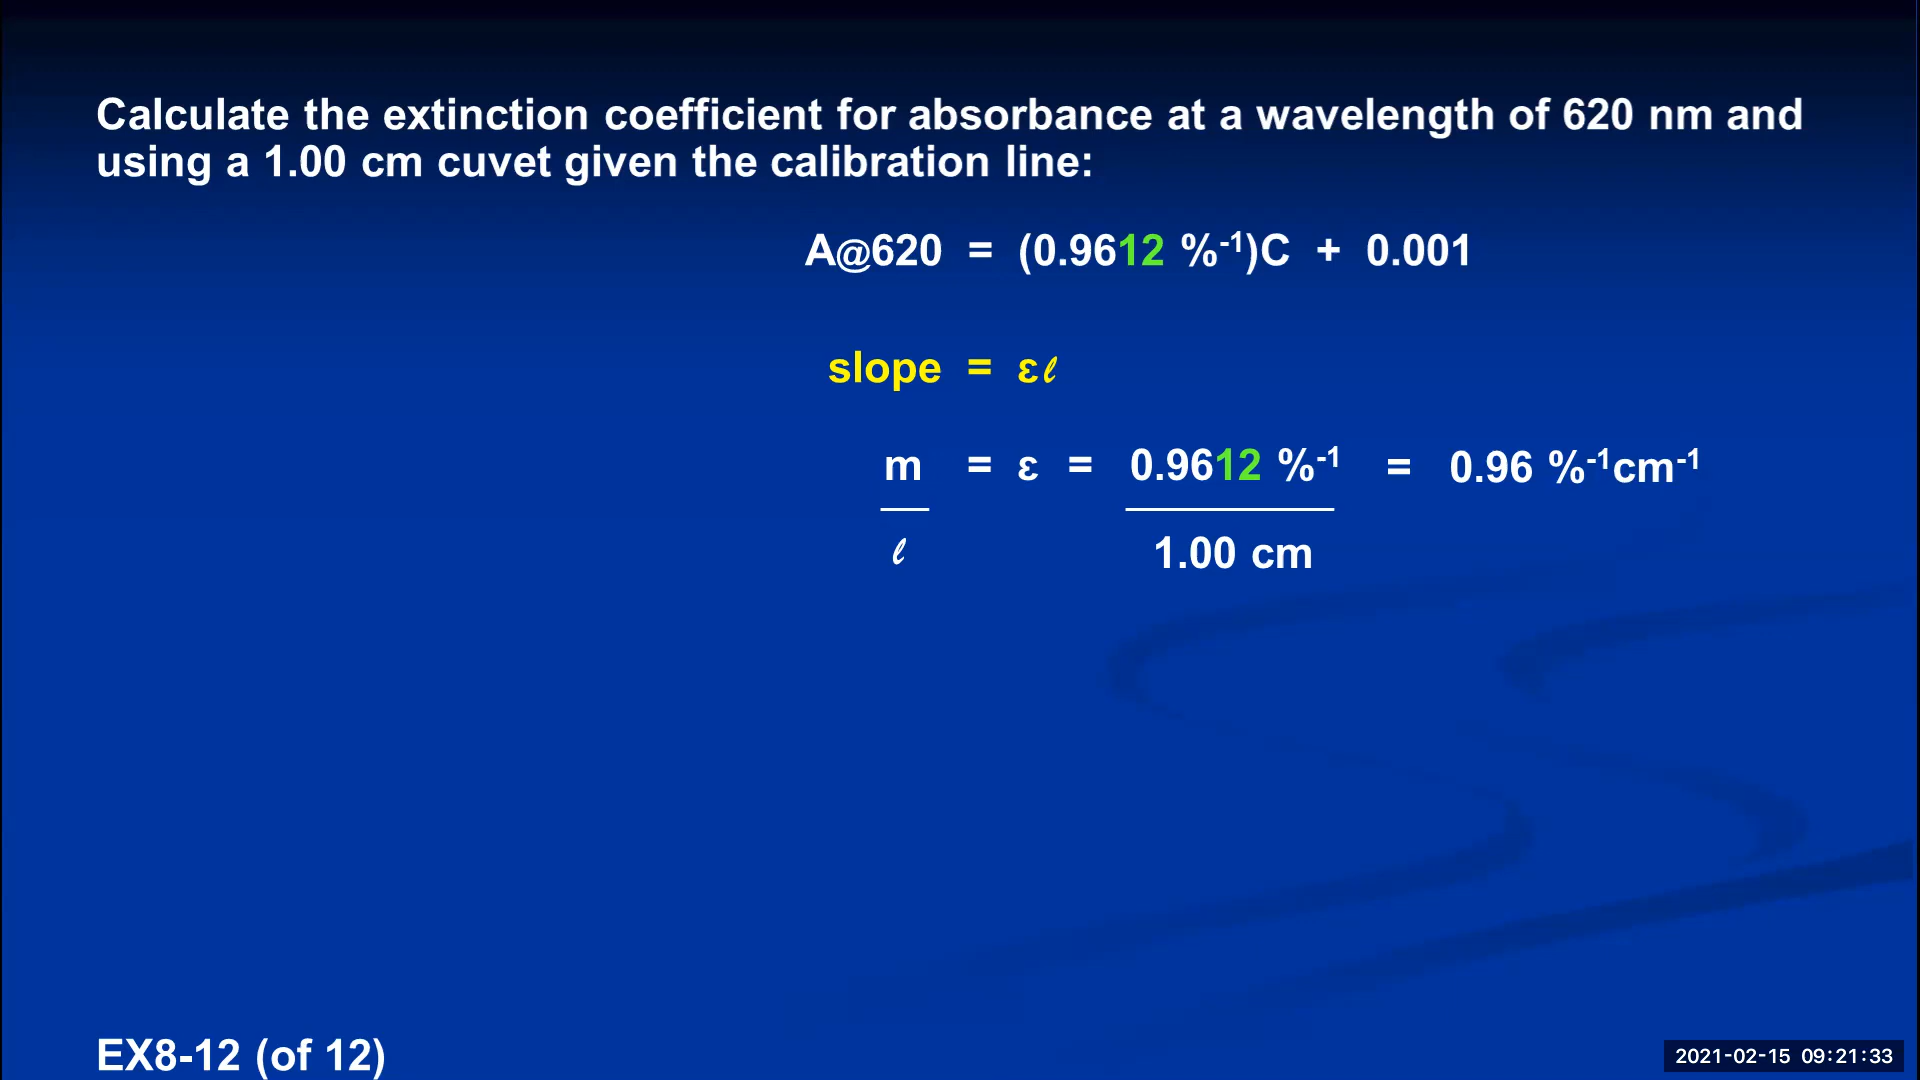 Calculate the extinction coefficient for absorbance at a wavelength of 620 nm and
using a 1.00 cm cuvet given the calibration line:
A@620 = (0.9612 %⁻¹)C + 0.001
slope = εℓ
m = ε = 0.9612 %⁻¹ = 0.96 %⁻¹cm⁻¹
ℓ 1.00 cm
EX8-12 (of 12)
2021-02-15 09:21:33